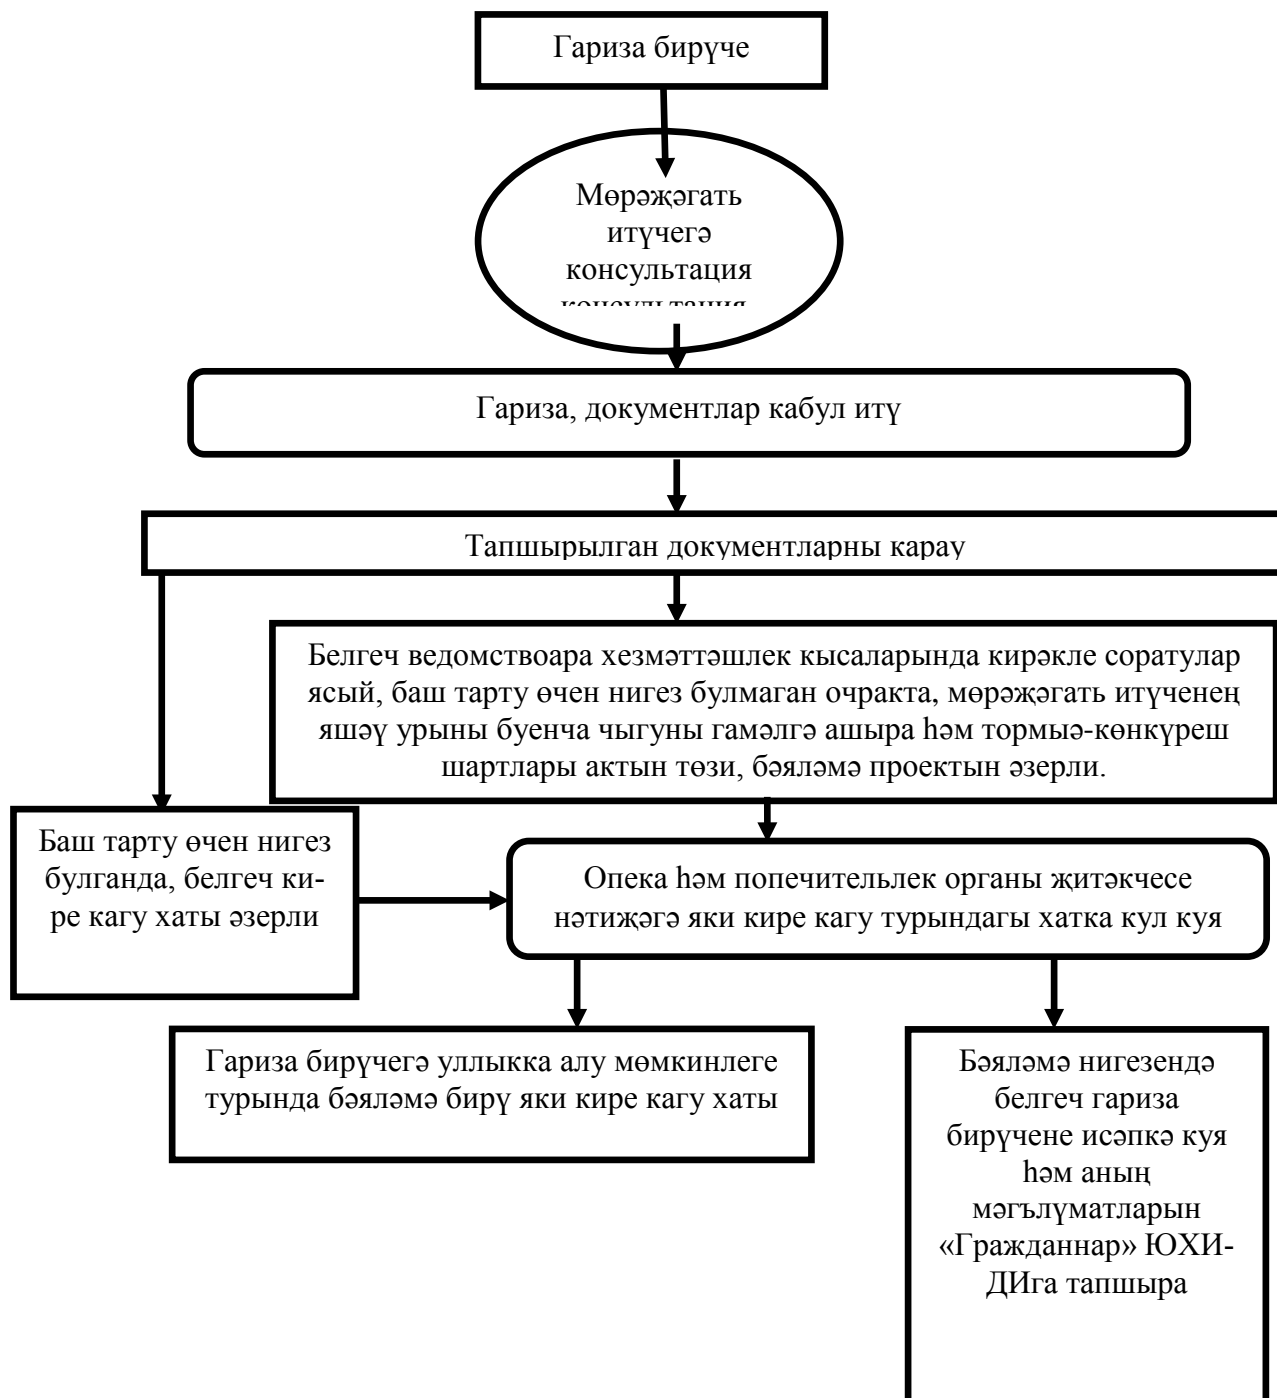 Гариза бирүче
Мөрәҗәгать
итүчегә
консультация
консультация
Гариза, документлар кабул итү
Тапшырылган документларны карау
Белгеч ведомствоара хезмәттәшлек кысаларында кирәкле соратулар
ясый, баш тарту өчен нигез булмаган очракта, мөрәҗәгать итүченең
яшәү урыны буенча чыгуны гамәлгә ашыра һәм тормыә-көнкүреш
шартлары актын төзи, бәяләмә проектын әзерли.
Баш тарту өчен нигез
булганда, белгеч ки-
ре кагу хаты әзерли
Опека һәм попечительлек органы җитәкчесе
нәтиҗәгә яки кире кагу турындагы хатка кул куя
Гариза бирүчегә уллыкка алу мөмкинлеге
турында бәяләмә бирү яки кире кагу хаты
Бәяләмә нигезендә
белгеч гариза
бирүчене исәпкә куя
һәм аның
мәгълүматларын
«Гражданнар» ЮХИ-
ДИга тапшыра